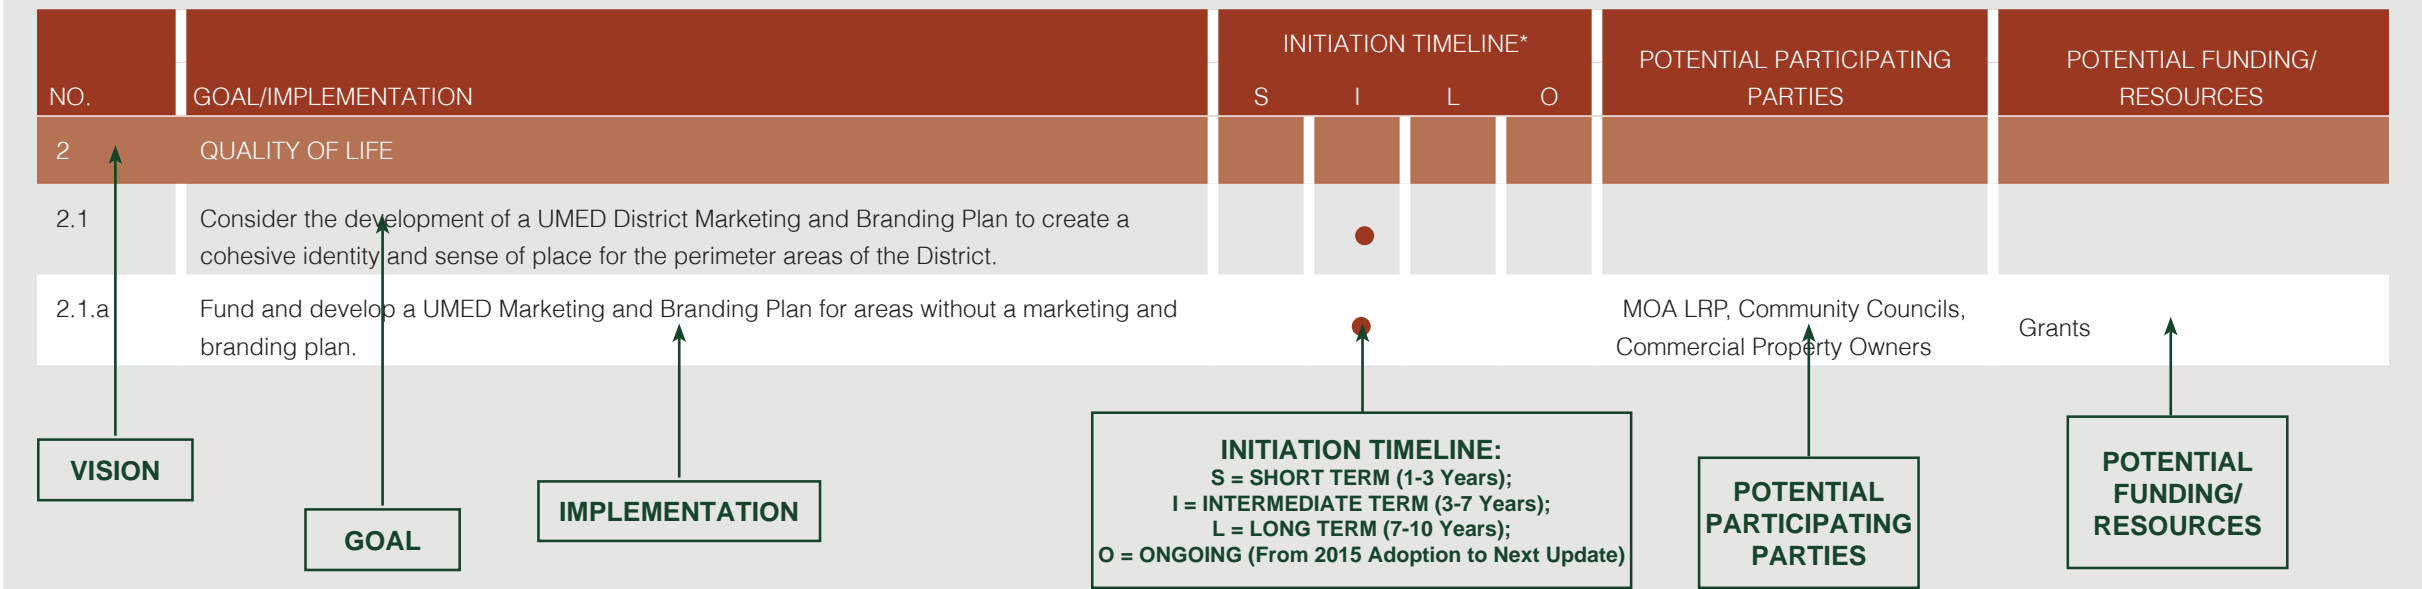 INITIATION TIMELINE*
POTENTIAL PARTICIPATING
PARTIES
POTENTIAL FUNDING/
RESOURCES
NO.
GOAL/IMPLEMENTATION
S I L O
2 QUALITY OF LIFE
2.1 Consider the development of a UMED District Marketing and Branding Plan to create a
cohesive identity and sense of place for the perimeter areas of the District.
2.1.a Fund and develop a UMED Marketing and Branding Plan for areas without a marketing and
branding plan.
MOA LRP, Community Councils,
Commercial Property Owners
Grants
VISION
GOAL
IMPLEMENTATION
INITIATION TIMELINE:
S = SHORT TERM (1-3 Years);
I = INTERMEDIATE TERM (3-7 Years);
L = LONG TERM (7-10 Years);
O = ONGOING (From 2015 Adoption to Next Update)
POTENTIAL
PARTICIPATING
PARTIES
POTENTIAL
FUNDING/
RESOURCES